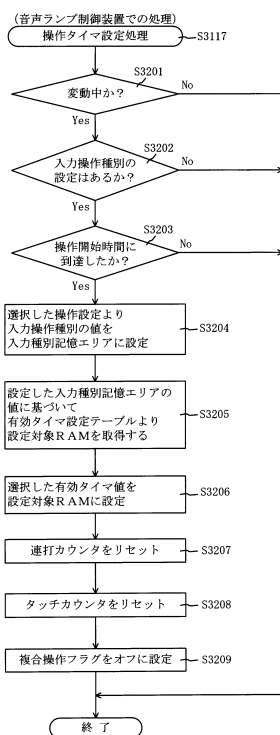 (音声ランプ制御装置での処理)
操作タイマ設定処理
S3117
S3201
変動中か?
No
Yes
S3202
入力操作種別の
設定はあるか?
No
Yes
S3203
操作開始時間に
到達したか?
No
Yes
選択した操作設定より
入力操作種別の値を
入力種別記憶エリアに設定
S3204
設定した入力種別記憶エリアの
値に基づいて
有効タイマ設定テーブルより
設定対象RAMを取得する
S3205
選択した有効タイマ値を
設定対象RAMに設定
S3206
連打カウンタをリセット
S3207
タッチカウンタをリセット
S3208
複合操作フラグをオフに設定
S3209
終了